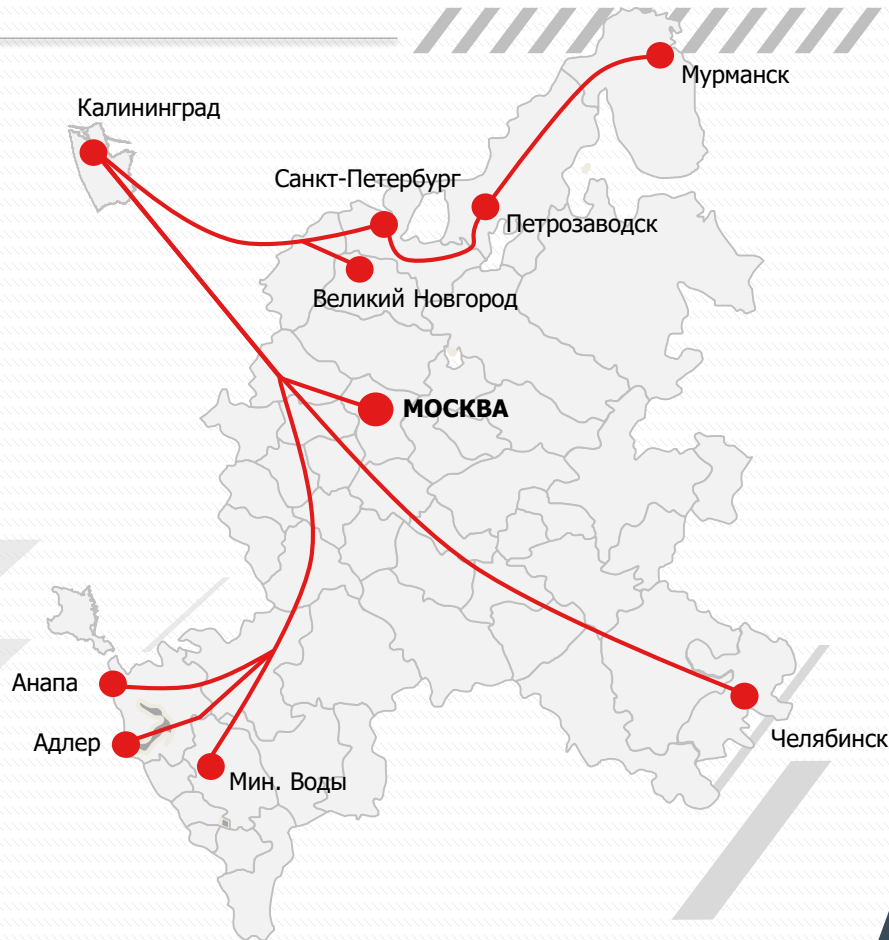 Мурманск
Калининград
Санкт-Петербург
Петрозаводск
Великий Новгород
МОСКВА
Анапа
Адлер
Челябинск
Мин. Воды